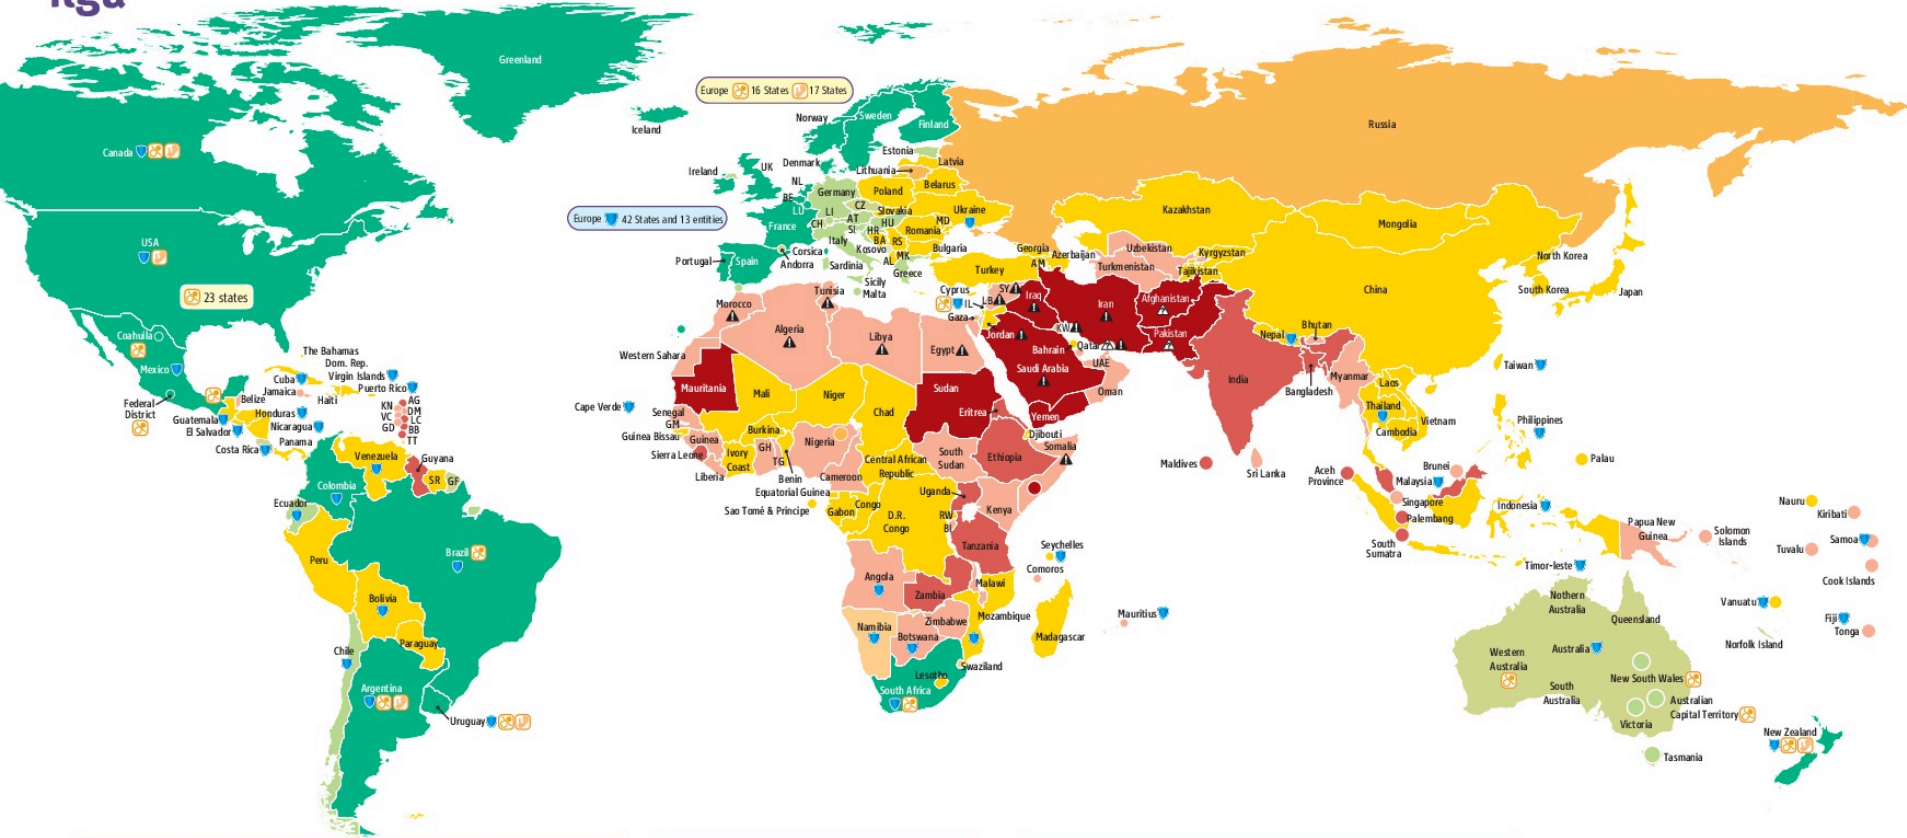 Greenland
Europe 16 States 17 States
Iceland
Norway
Sweden
Finland
Russia
Canada
Estonia
Latvia
Lithuania
Denmark
Ireland
UK
NL
BE
LU
Germany
Poland
Belarus
Europe 42 States and 13 entities
France
LI
CZ
AT
CH
SI
Slovakia
HU
HR
BA
RS
MD
Ukraine
Romania
Italy
Kosovo
MK
AL
Bulgaria
Greece
Kazakhstan
Mongolia
USA
23 states
Portugal
Spain
Corsica
Andorra
Sardinia
Sicily
Malta
Turkey
Georgia
AM
Azerbaijan
Uzbekistan
Turkmenistan
Kyrgyzstan
Tajikistan
China
North Korea
South Korea
Japan
Cyprus
IL
LB
SY
Gaza
Iraq
Iran
Afghanistan
Pakistan
Jordan
KW
Bahrain
Qatar
UAE
Saudi Arabia
Oman
Yemen
Morocco
Tunisia
Algeria
Libya
Egypt
Western Sahara
Mauritania
Mali
Niger
Chad
Sudan
Eritrea
Djibouti
Somalia
Ethiopia
South
Sudan
Cape Verde
Senegal
GM
Guinea Bissau
Guinea
Sierra Leone
Liberia
Ivory
Coast
Burkina
GH
TG
Benin
Nigeria
Cameroon
Central African
Republic
Equatorial Guinea
Sao Tomé & Principe
Gabon
Congo
D.R.
Congo
Uganda
RW
BI
Kenya
Tanzania
Seychelles
Comoros
Angola
Zambia
Malawi
Mozambique
Zimbabwe
Namibia
Botswana
Madagascar
Mauritius
Swaziland
Lesotho
South Africa
Nepal
Bhutan
India
Bangladesh
Myanmar
Laos
Thailand
Cambodia
Vietnam
Taiwan
Philippines
Palau
Maldives
Sri Lanka
Aceh
Province
Brunei
Malaysia
Singapore
Palembang
South
Sumatra
Indonesia
Timor-leste
Papua New
Guinea
Solomon
Islands
Nauru
Kiribati
Tuvalu
Samoa
Cook Islands
Vanuatu
Fiji
Tonga
Norfolk Island
Nothern
Australia
Queensland
Western
Australia
Australia
South
Australia
New South Wales
Australian
Capital Territory
Victoria
Tasmania
New Zealand
Coahuila
Mexico
Federal
District
The Bahamas
Dom. Rep.
Virgin Islands
Puerto Rico
Cuba
Jamaica
Haiti
Belize
Guatemala
El Salvador
Honduras
Nicaragua
Panama
Costa Rica
KN
VC
GD
AG
DM
LC
BB
TT
Venezuela
Guyana
SR
GF
Colombia
Ecuador
Peru
Brazil
Bolivia
Paraguay
Chile
Argentina
Uruguay